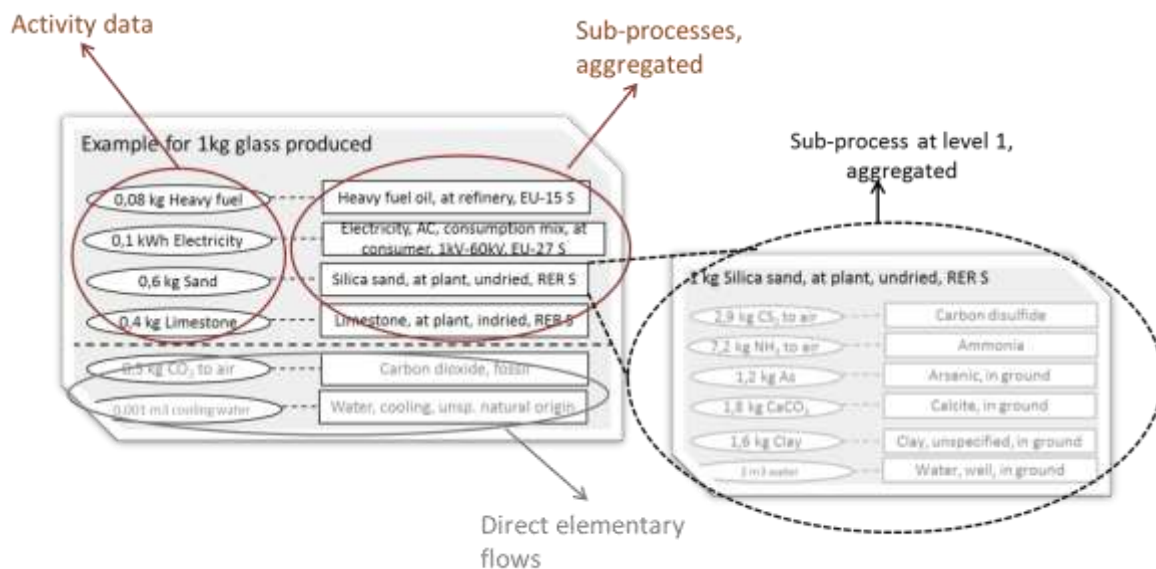 Activity data
Sub-processes,
aggregated
Example for 1kg glass produced
0,08 kg Heavy fuel
Heavy fuel oil, at refinery, EU-15 S
0,1 kWh Electricity
Electricity, AC, consumption mix, at
consumer, 1kV-60kV, EU-27 S
0,6 kg Sand
Silica sand, at plant, undried, RER S
0,4 kg Limestone
Limestone, at plant, indried, RER S
0,5 kg CO₂ to air
Carbon dioxide, fossil
0,001 m3 cooling water
Water, cooling, unsp. natural origin
Sub-process at level 1,
aggregated
1 kg Silica sand, at plant, undried, RER S
2,9 kg CS₂ to air
Carbon disulfide
7,2 kg NH₃ to air
Ammonia
1,2 kg As
Arsenic, in ground
1,8 kg CaCO₃
Calcite, in ground
1,6 kg Clay
Clay, unspecified, in ground
m3 water
Water, well, in ground
Direct elementary
flows